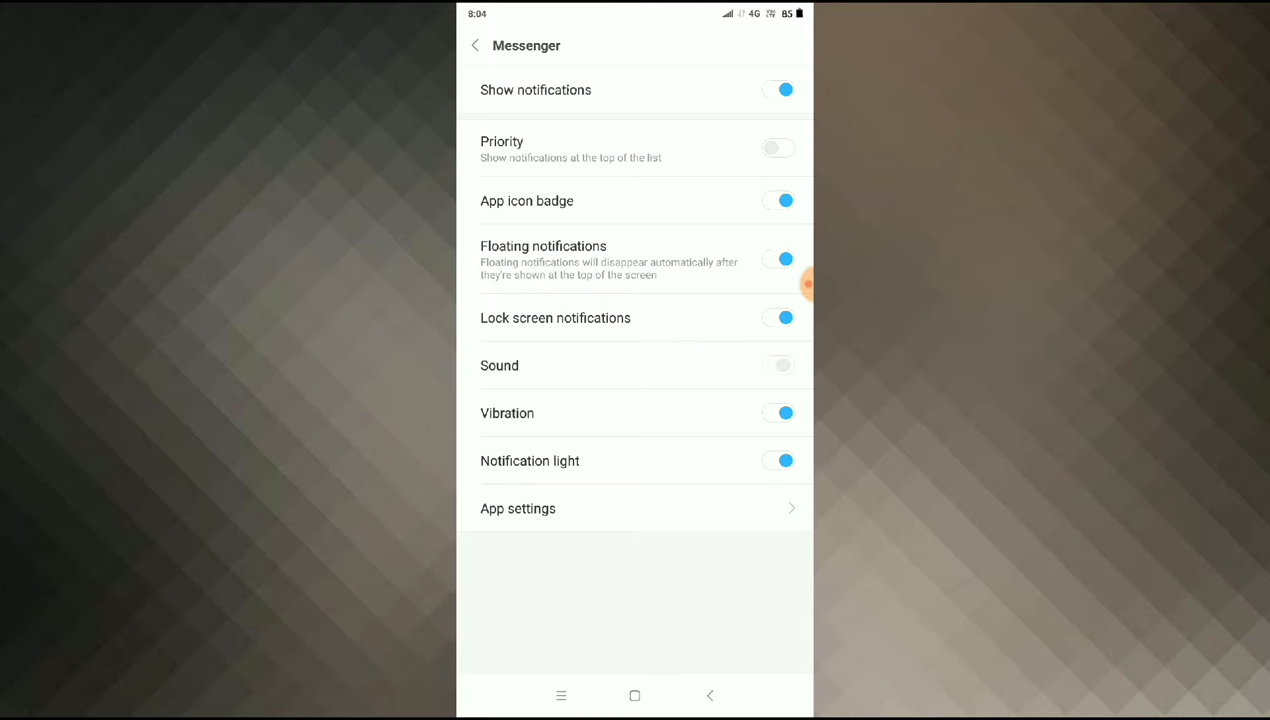 8:04
4G
85
Messenger
Show notifications
Priority
Show notifications at the top of the list
App icon badge
Floating notifications
Floating notifications will disappear automatically after
they're shown at the top of the screen
Lock screen notifications
Sound
Vibration
Notification light
App settings